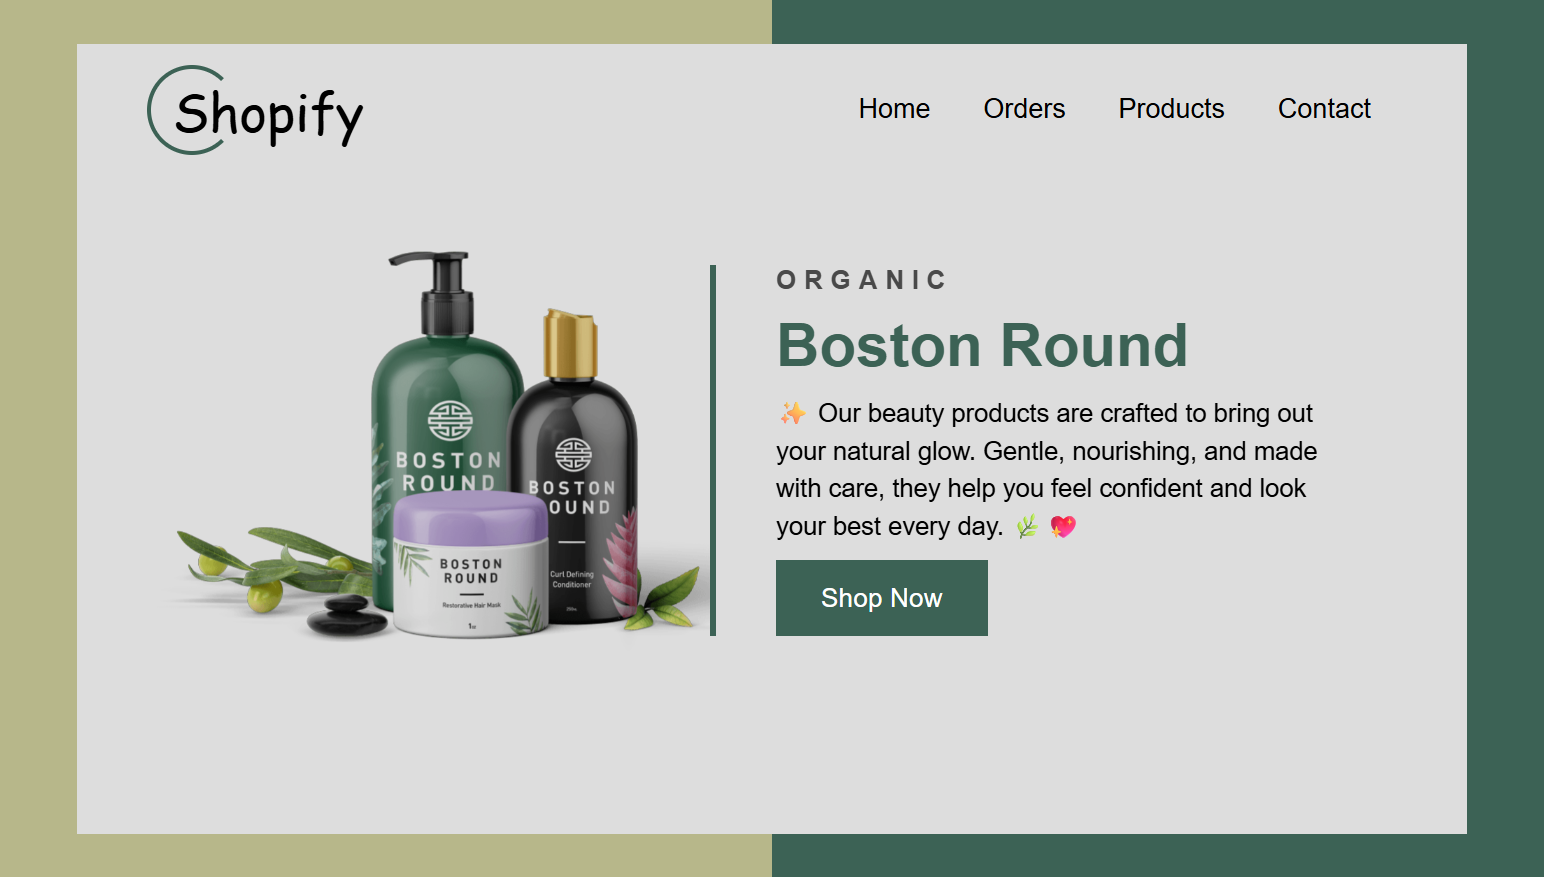 Shopify
Home Orders Products Contact
ORGANIC
Boston Round
✨ Our beauty products are crafted to bring out
your natural glow. Gentle, nourishing, and made
with care, they help you feel confident and look
your best every day. 🌿 💖
Shop Now
BOSTON
ROUND
BOSTON
OUND
Curl Defining
Conditioner
BOSTON
ROUND
Restorative Hair Mask
1oz